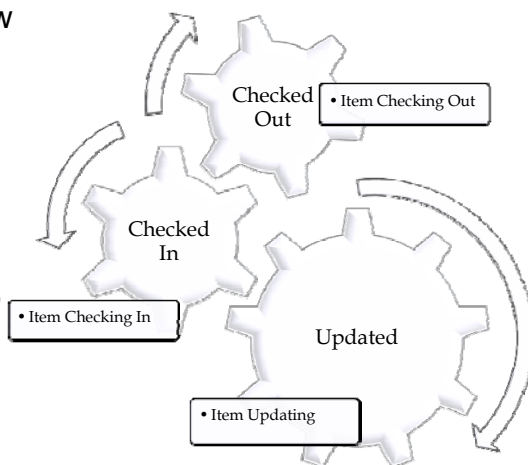 w
Checked
Out
• Item Checking Out
Checked
In
• Item Checking In
Updated
• Item Updating